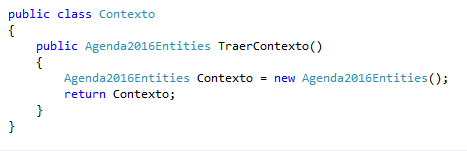 public class Contexto
{
    public Agenda2016Entities TraerContexto()
    {
        Agenda2016Entities Contexto = new Agenda2016Entities();
        return Contexto;
    }
}